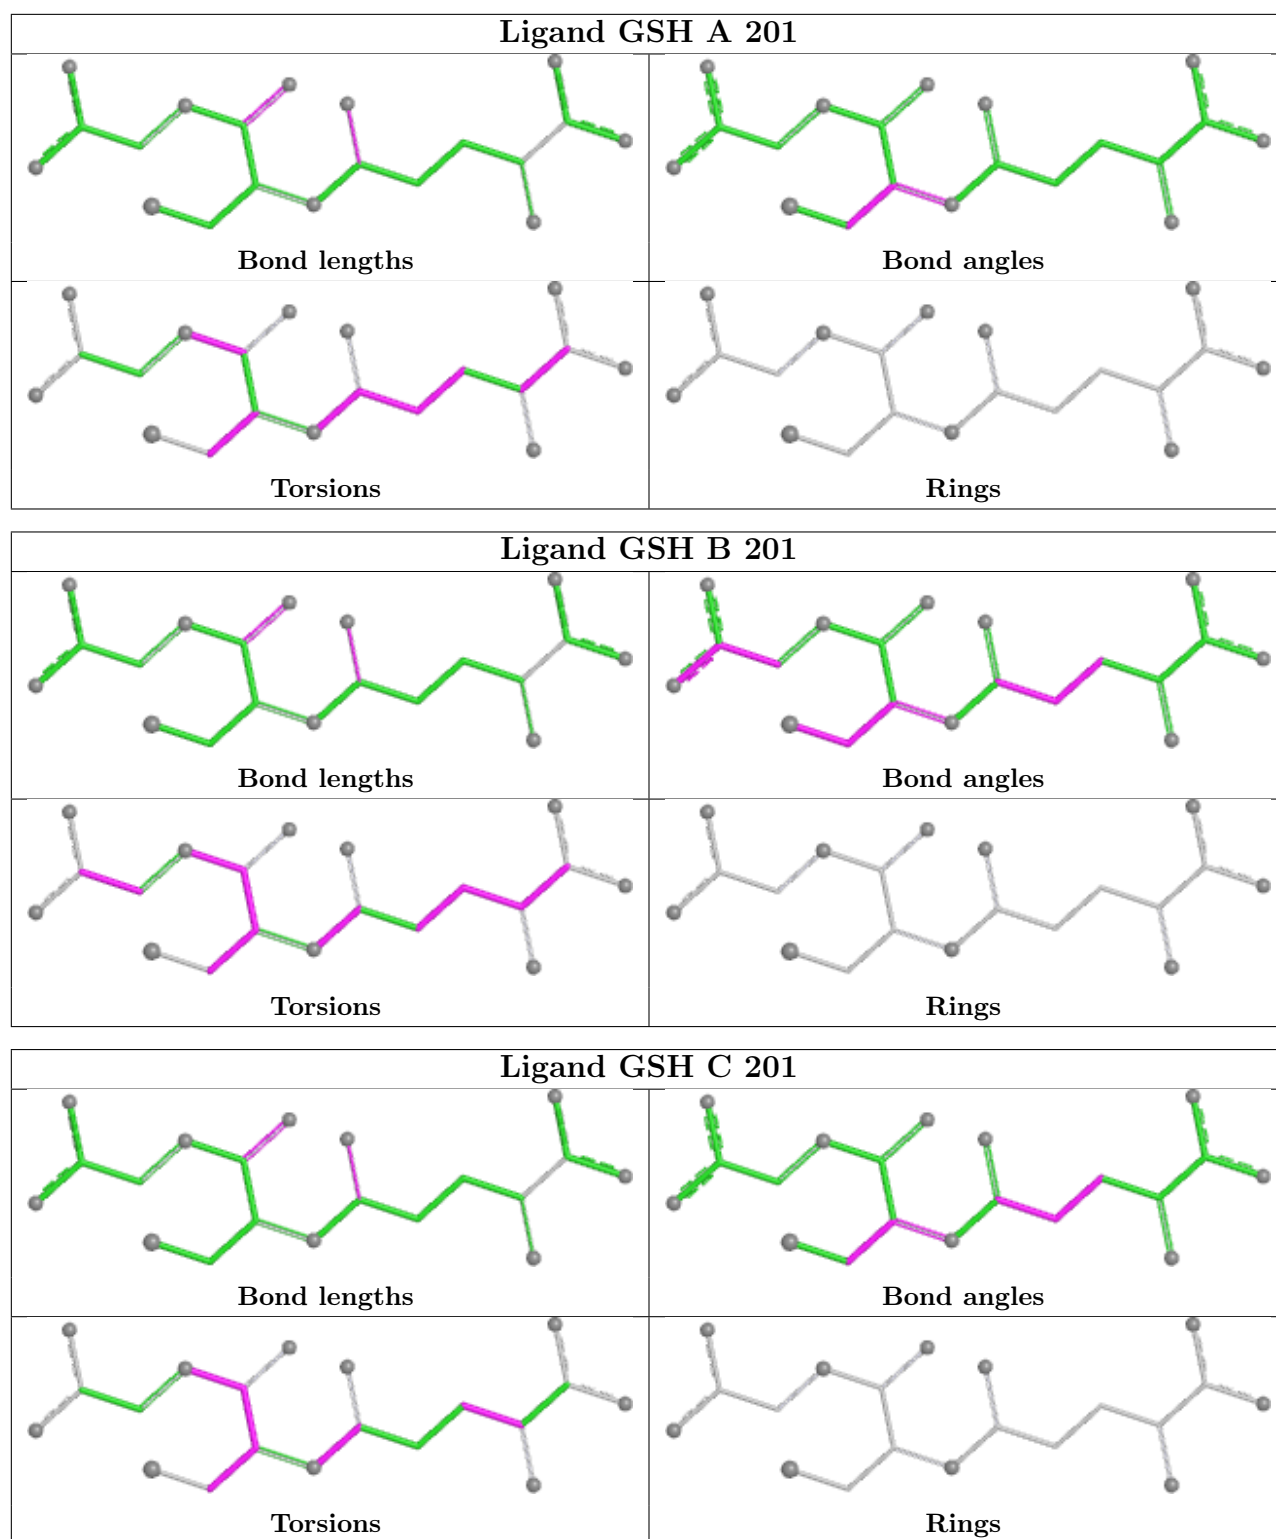 Ligand GSH A 201
Bond lengths
Bond angles
Torsions
Rings
Ligand GSH B 201
Bond lengths
Bond angles
Torsions
Rings
Ligand GSH C 201
Bond lengths
Bond angles
Torsions
Rings